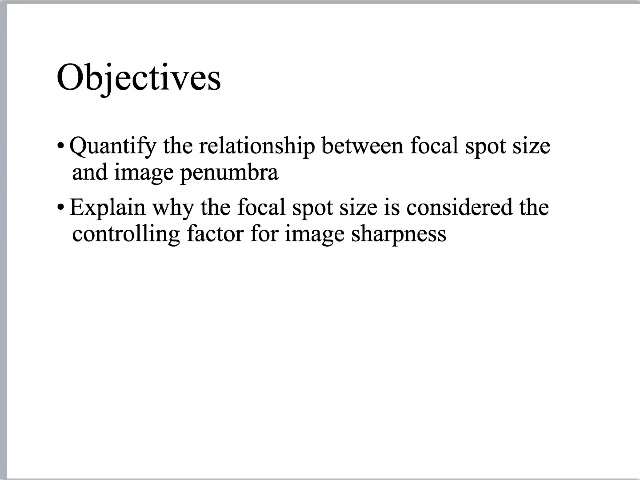 Objectives
• Quantify the relationship between focal spot size
and image penumbra
• Explain why the focal spot size is considered the
controlling factor for image sharpness